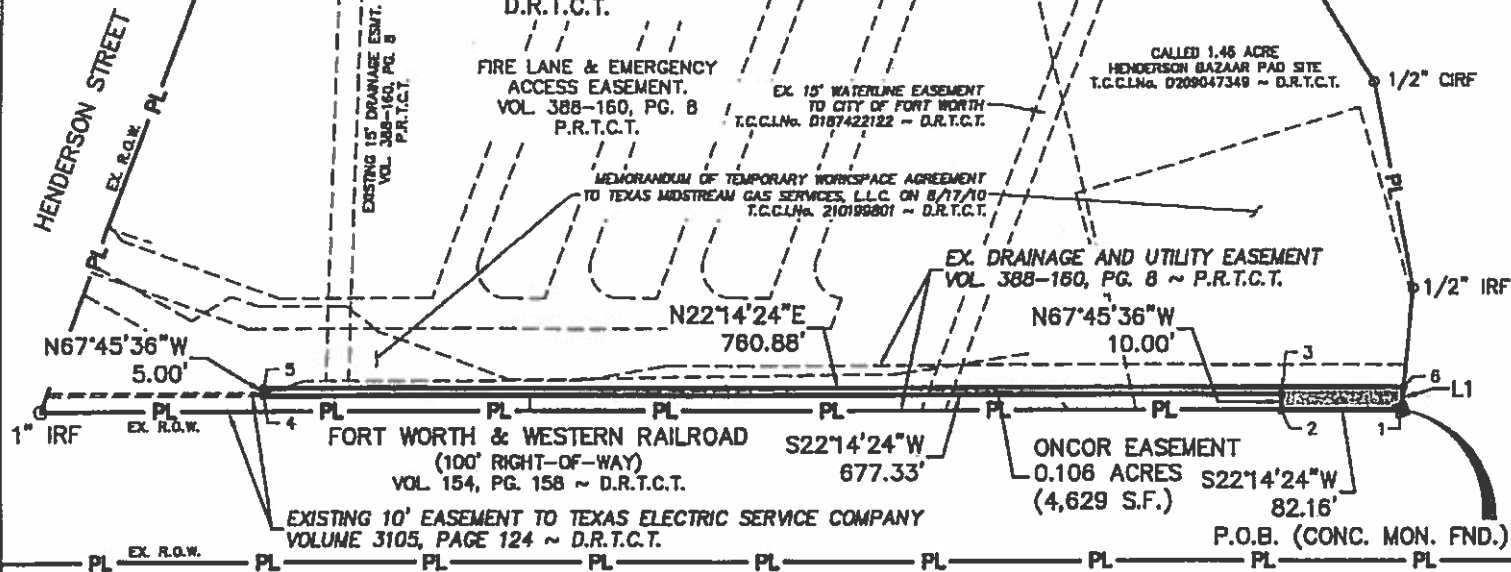 D.R.T.C.T.
HENDERSON STREET
EX. R.O.W.
PL
PL
EXISTING 15' DRAINAGE ESMT.
VOL. 388-160, PG. 8
P.R.T.C.T.
FIRE LANE & EMERGENCY
ACCESS EASEMENT.
VOL. 388-160, PG. 8
P.R.T.C.T.
EX. 15' WATERLINE EASEMENT
TO CITY OF FORT WORTH
T.C.C.I.No. D187422122 ~ D.R.T.C.T.
CALLED 1.46 ACRE
HENDERSON BAZAAR PAD SITE
T.C.C.I.No. D209047349 ~ D.R.T.C.T.
1/2" CIRF
PL
MEMORANDUM OF TEMPORARY WORKSPACE AGREEMENT
TO TEXAS MIDSTREAM GAS SERVICES, L.L.C. ON 8/17/10
T.C.C.I.No. 210199801 ~ D.R.T.C.T.
EX. DRAINAGE AND UTILITY EASEMENT
VOL. 388-160, PG. 8 ~ P.R.T.C.T.
1/2" IRF
N67°45'36"W
5.00'
N22°14'24"E
760.88'
N67°45'36"W
10.00'
5
3
6
L1
4
2
1
1" IRF
PL EX. R.O.W. PL PL PL PL PL PL
FORT WORTH & WESTERN RAILROAD
(100' RIGHT-OF-WAY)
VOL. 154, PG. 158 ~ D.R.T.C.T.
S22°14'24"W
677.33'
ONCOR EASEMENT
0.106 ACRES
(4,629 S.F.)
S22°14'24"W
82.16'
P.O.B. (CONC. MON. FND.)
EXISTING 10' EASEMENT TO TEXAS ELECTRIC SERVICE COMPANY
VOLUME 3105, PAGE 124 ~ D.R.T.C.T.
PL EX. R.O.W. PL PL PL PL PL PL PL PL